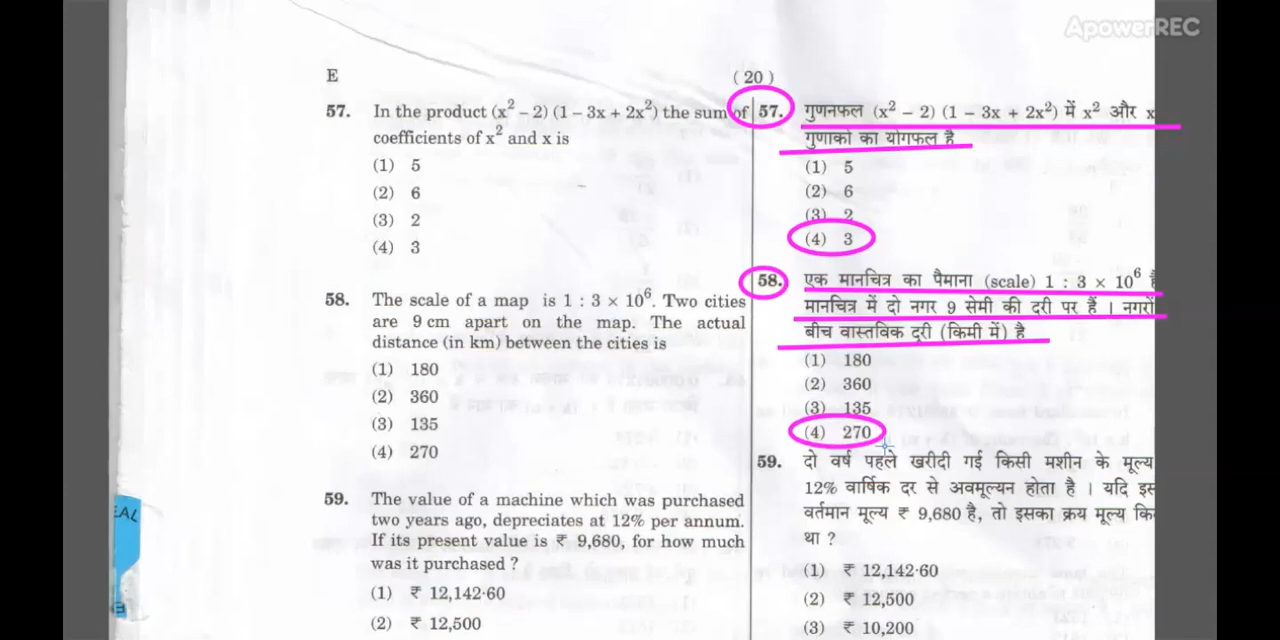 ApowerREC
E
( 20 )
57. In the product (x² – 2) (1 – 3x + 2x²) the sum of
coefficients of x² and x is
(1) 5
(2) 6
(3) 2
(4) 3
58. The scale of a map is 1 : 3 × 10⁶. Two cities
are 9 cm apart on the map. The actual
distance (in km) between the cities is
(1) 180
(2) 360
(3) 135
(4) 270
59. The value of a machine which was purchased
two years ago, depreciates at 12% per annum.
If its present value is ₹ 9,680, for how much
was it purchased ?
(1) ₹ 12,142·60
(2) ₹ 12,500
57. गुणनफल (x² – 2) (1 – 3x + 2x²) में x² और x
गुणाकों का योगफल है
(1) 5
(2) 6
(3) 2
(4) 3
58. एक मानचित्र का पैमाना (scale) 1 : 3 × 10⁶
मानचित्र में दो नगर 9 सेमी की दूरी पर हैं । नगरों
बीच वास्तविक दूरी (किमी में) है
(1) 180
(2) 360
(3) 135
(4) 270
59. दो वर्ष पहले खरीदी गई किसी मशीन के मूल्य
12% वार्षिक दर से अवमूल्यन होता है । यदि
वर्तमान मूल्य ₹ 9,680 है, तो इसका क्रय मूल्य
था ?
(1) ₹ 12,142·60
(2) ₹ 12,500
(3) ₹ 10,200
EAL